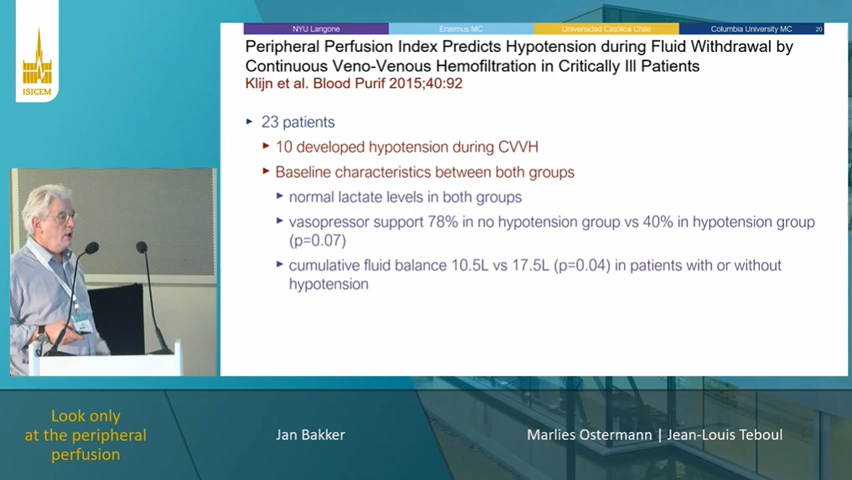 ISICEM
NYU Langone Erasmus MC Universidad Católica Chile Columbia University MC 20
Peripheral Perfusion Index Predicts Hypotension during Fluid Withdrawal by
Continuous Veno-Venous Hemofiltration in Critically Ill Patients
Klijn et al. Blood Purif 2015;40:92
23 patients
10 developed hypotension during CVVH
Baseline characteristics between both groups
normal lactate levels in both groups
vasopressor support 78% in no hypotension group vs 40% in hypotension group
(p=0.07)
cumulative fluid balance 10.5L vs 17.5L (p=0.04) in patients with or without
hypotension
Look only
at the peripheral
perfusion
Jan Bakker
Marlies Ostermann | Jean-Louis Teboul